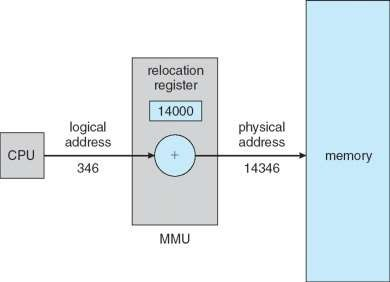 relocation
register
14000
logical
address
346
CPU
+
physical
address
14346
memory
MMU